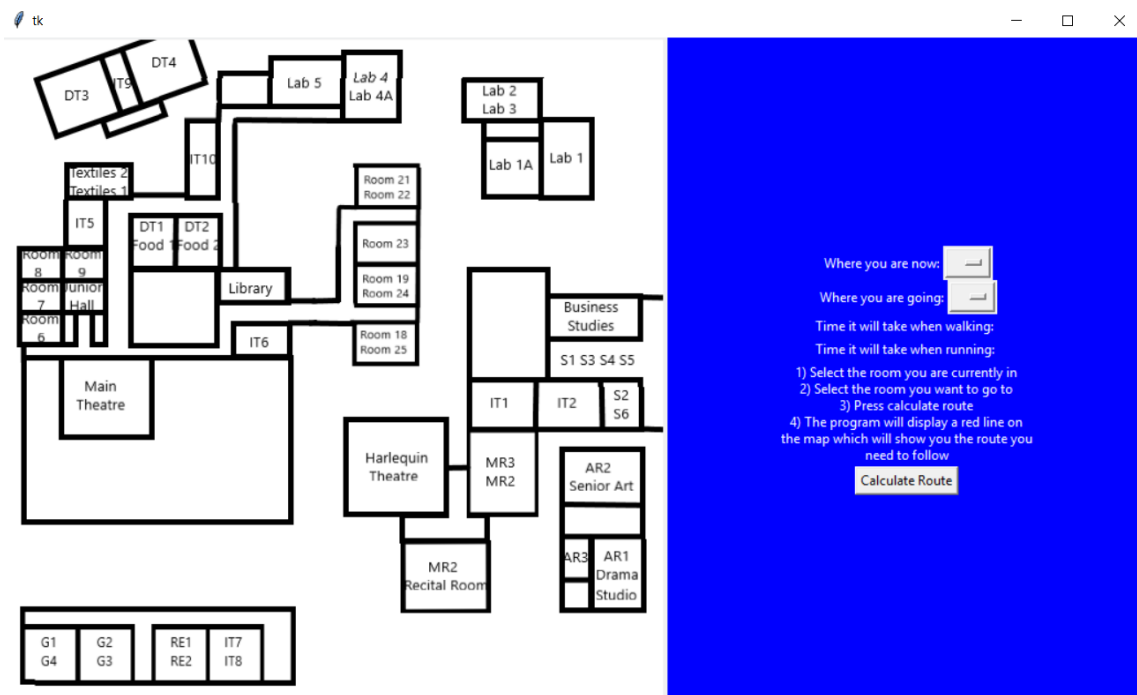 tk
DT4
IT9
DT3
Lab 5
Lab 4
Lab 4A
Lab 2
Lab 3
IT10
Lab 1A
Lab 1
Textiles 2
Textiles 1
Room 21
Room 22
IT5
DT1
Food 1
DT2
Food 2
Room 23
Room
8
Room
9
Room 19
Room 24
Library
Room
7
Junior
Hall
Room
6
IT6
Room 18
Room 25
Business
Studies
S1 S3 S4 S5
Main
Theatre
IT1
IT2
S2
S6
Harlequin
Theatre
MR3
MR2
AR2
Senior Art
MR2
Recital Room
AR3
AR1
Drama
Studio
G1
G4
G2
G3
RE1
RE2
IT7
IT8
Where you are now:
Where you are going:
Time it will take when walking:
Time it will take when running:
1) Select the room you are currently in
2) Select the room you want to go to
3) Press calculate route
4) The program will display a red line on
the map which will show you the route you
need to follow
Calculate Route